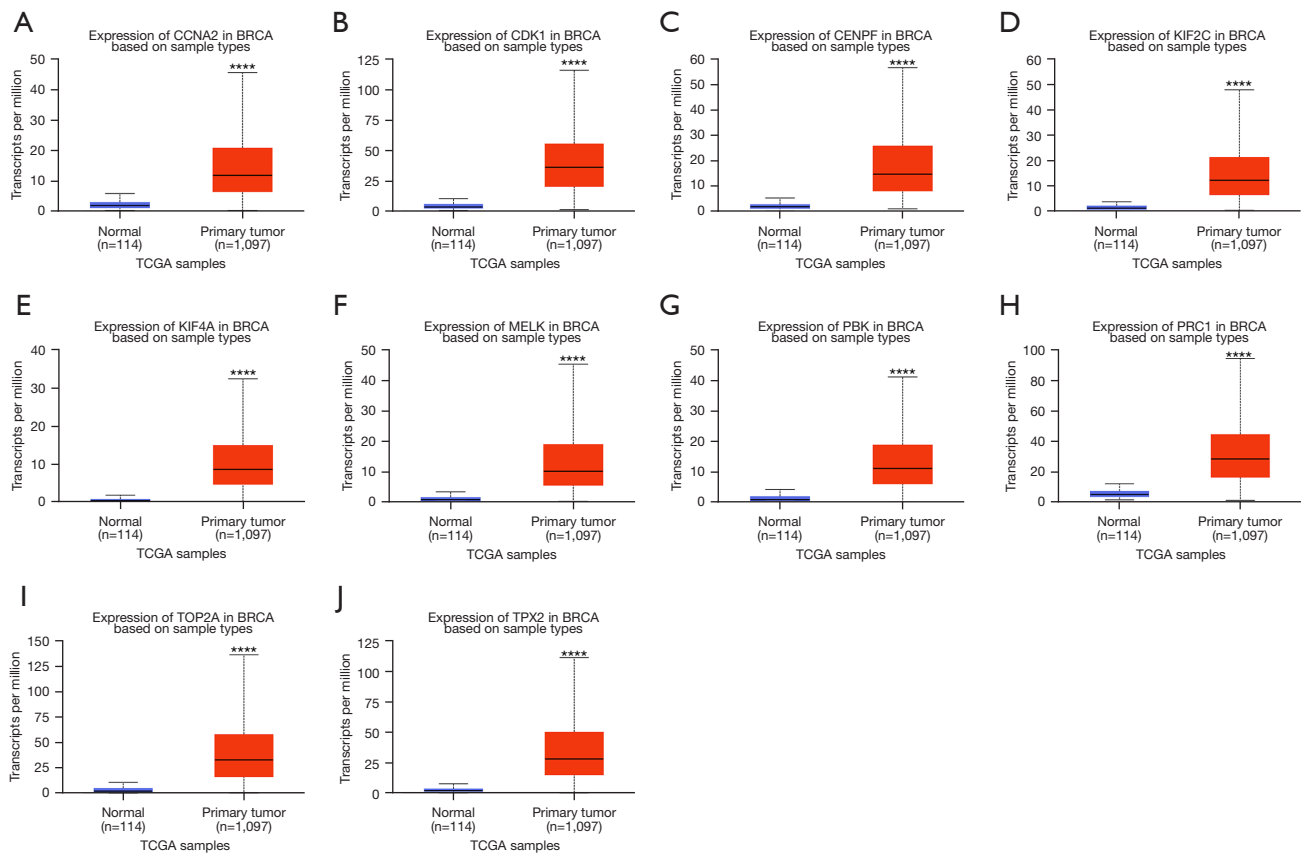 A
Expression of CCNA2 in BRCA
based on sample types
Transcripts per million
50
40
30
20
10
0
****
Normal
(n=114)
Primary tumor
(n=1,097)
TCGA samples
B
Expression of CDK1 in BRCA
based on sample types
Transcripts per million
125
100
75
50
25
0
****
Normal
(n=114)
Primary tumor
(n=1,097)
TCGA samples
C
Expression of CENPF in BRCA
based on sample types
Transcripts per million
60
50
40
30
20
10
0
****
Normal
(n=114)
Primary tumor
(n=1,097)
TCGA samples
D
Expression of KIF2C in BRCA
based on sample types
Transcripts per million
60
50
40
30
20
10
0
****
Normal
(n=114)
Primary tumor
(n=1,097)
TCGA samples
E
Expression of KIF4A in BRCA
based on sample types
Transcripts per million
40
30
20
10
0
****
Normal
(n=114)
Primary tumor
(n=1,097)
TCGA samples
F
Expression of MELK in BRCA
based on sample types
Transcripts per million
50
40
30
20
10
0
****
Normal
(n=114)
Primary tumor
(n=1,097)
TCGA samples
G
Expression of PBK in BRCA
based on sample types
Transcripts per million
50
40
30
20
10
0
****
Normal
(n=114)
Primary tumor
(n=1,097)
TCGA samples
H
Expression of PRC1 in BRCA
based on sample types
Transcripts per million
100
80
60
40
20
0
****
Normal
(n=114)
Primary tumor
(n=1,097)
TCGA samples
I
Expression of TOP2A in BRCA
based on sample types
Transcripts per million
150
125
100
75
50
25
0
****
Normal
(n=114)
Primary tumor
(n=1,097)
TCGA samples
J
Expression of TPX2 in BRCA
based on sample types
Transcripts per million
125
100
75
50
25
0
****
Normal
(n=114)
Primary tumor
(n=1,097)
TCGA samples